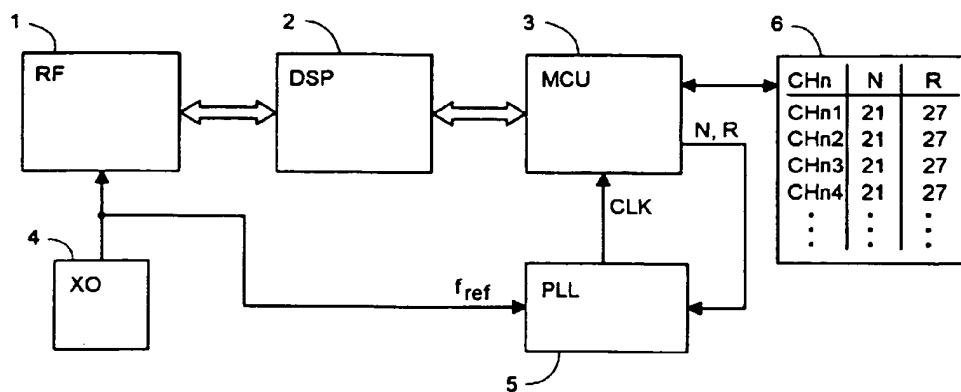 1
2
3
6
RF
DSP
MCU
CHn N R
CHn1 21 27
CHn2 21 27
CHn3 21 27
CHn4 21 27
N, R
CLK
4
XO
f_ref
PLL
5